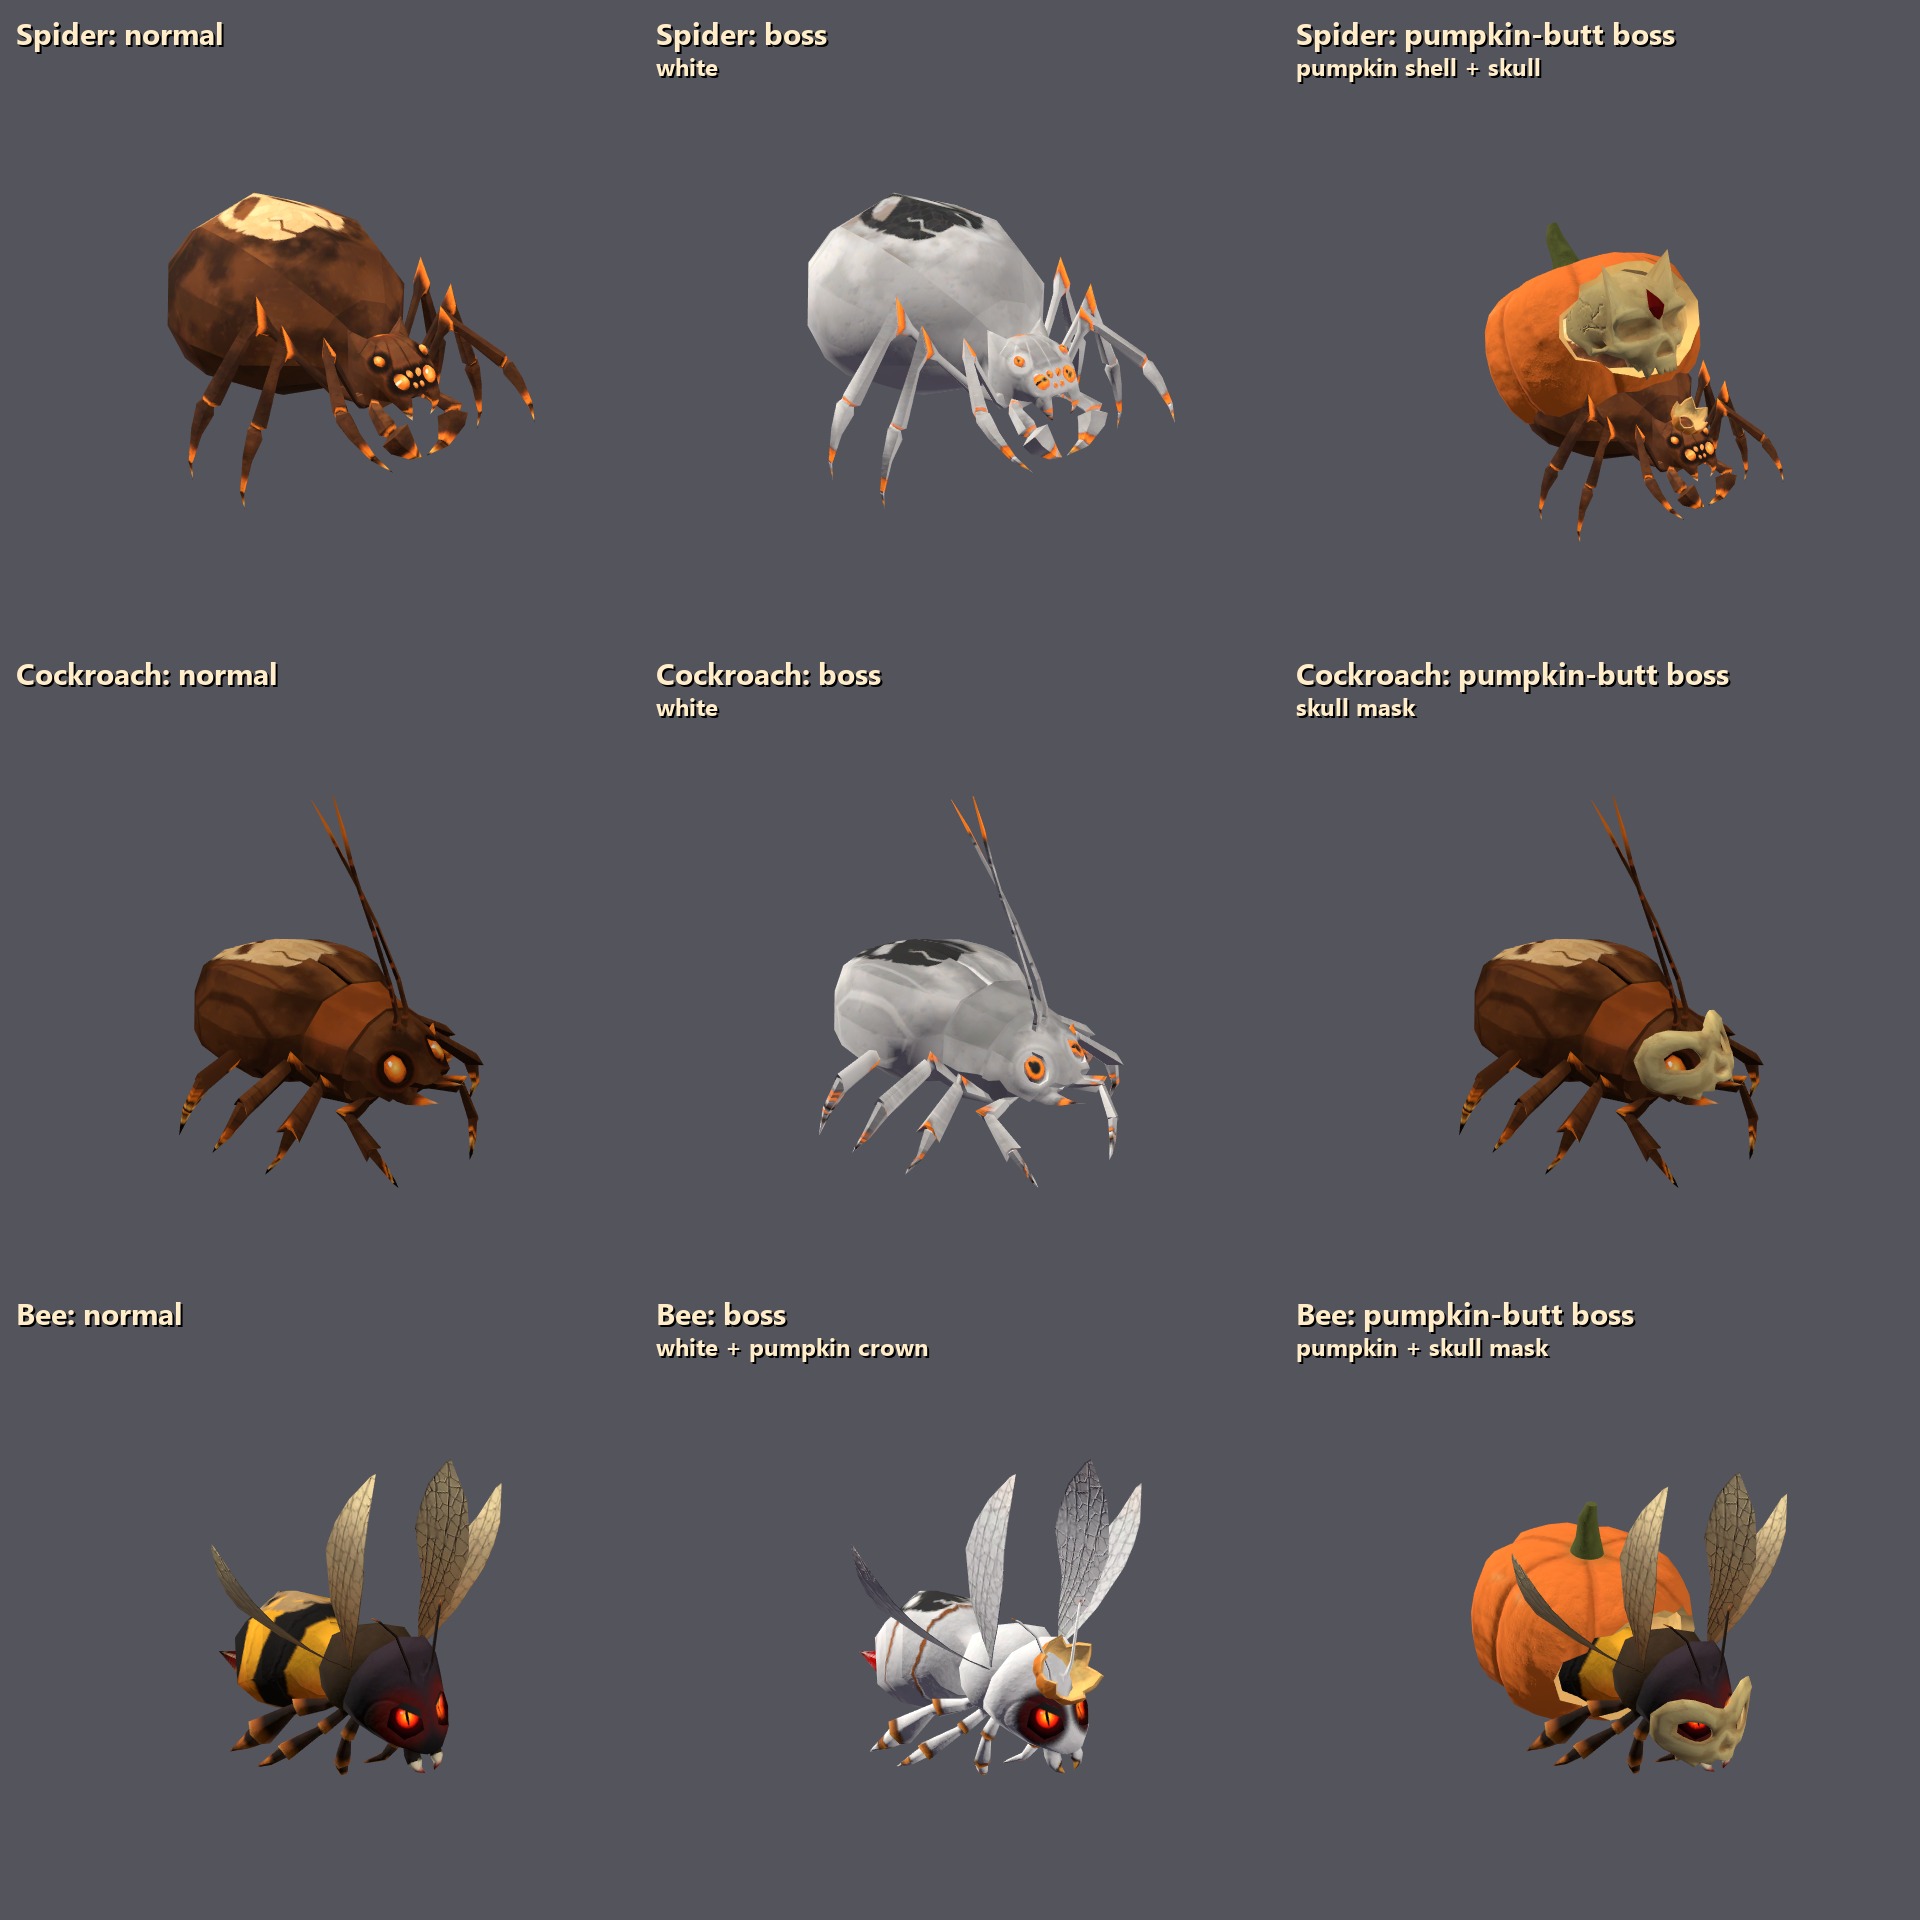 Spider: normal
Spider: boss
white
Spider: pumpkin-butt boss
pumpkin shell + skull
Cockroach: normal
Cockroach: boss
white
Cockroach: pumpkin-butt boss
skull mask
Bee: normal
Bee: boss
white + pumpkin crown
Bee: pumpkin-butt boss
pumpkin + skull mask